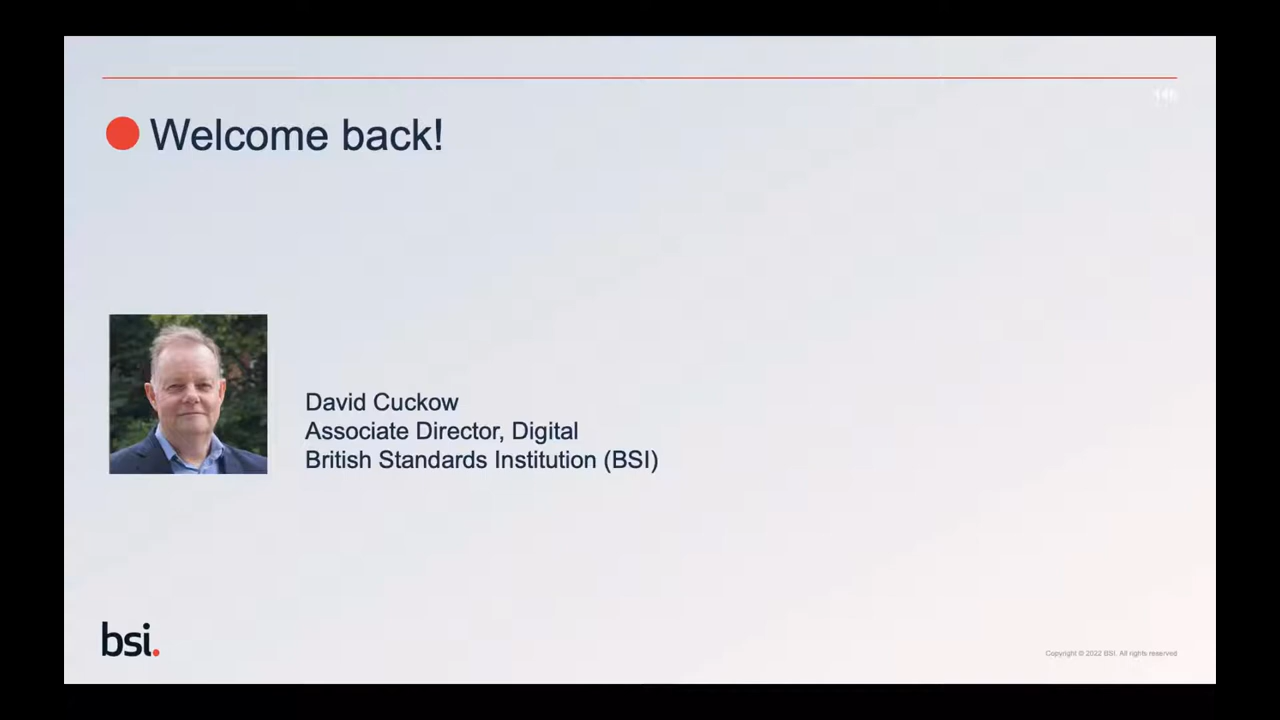 Welcome back!
David Cuckow
Associate Director, Digital
British Standards Institution (BSI)
bsi.
Copyright © 2022 BSI. All rights reserved